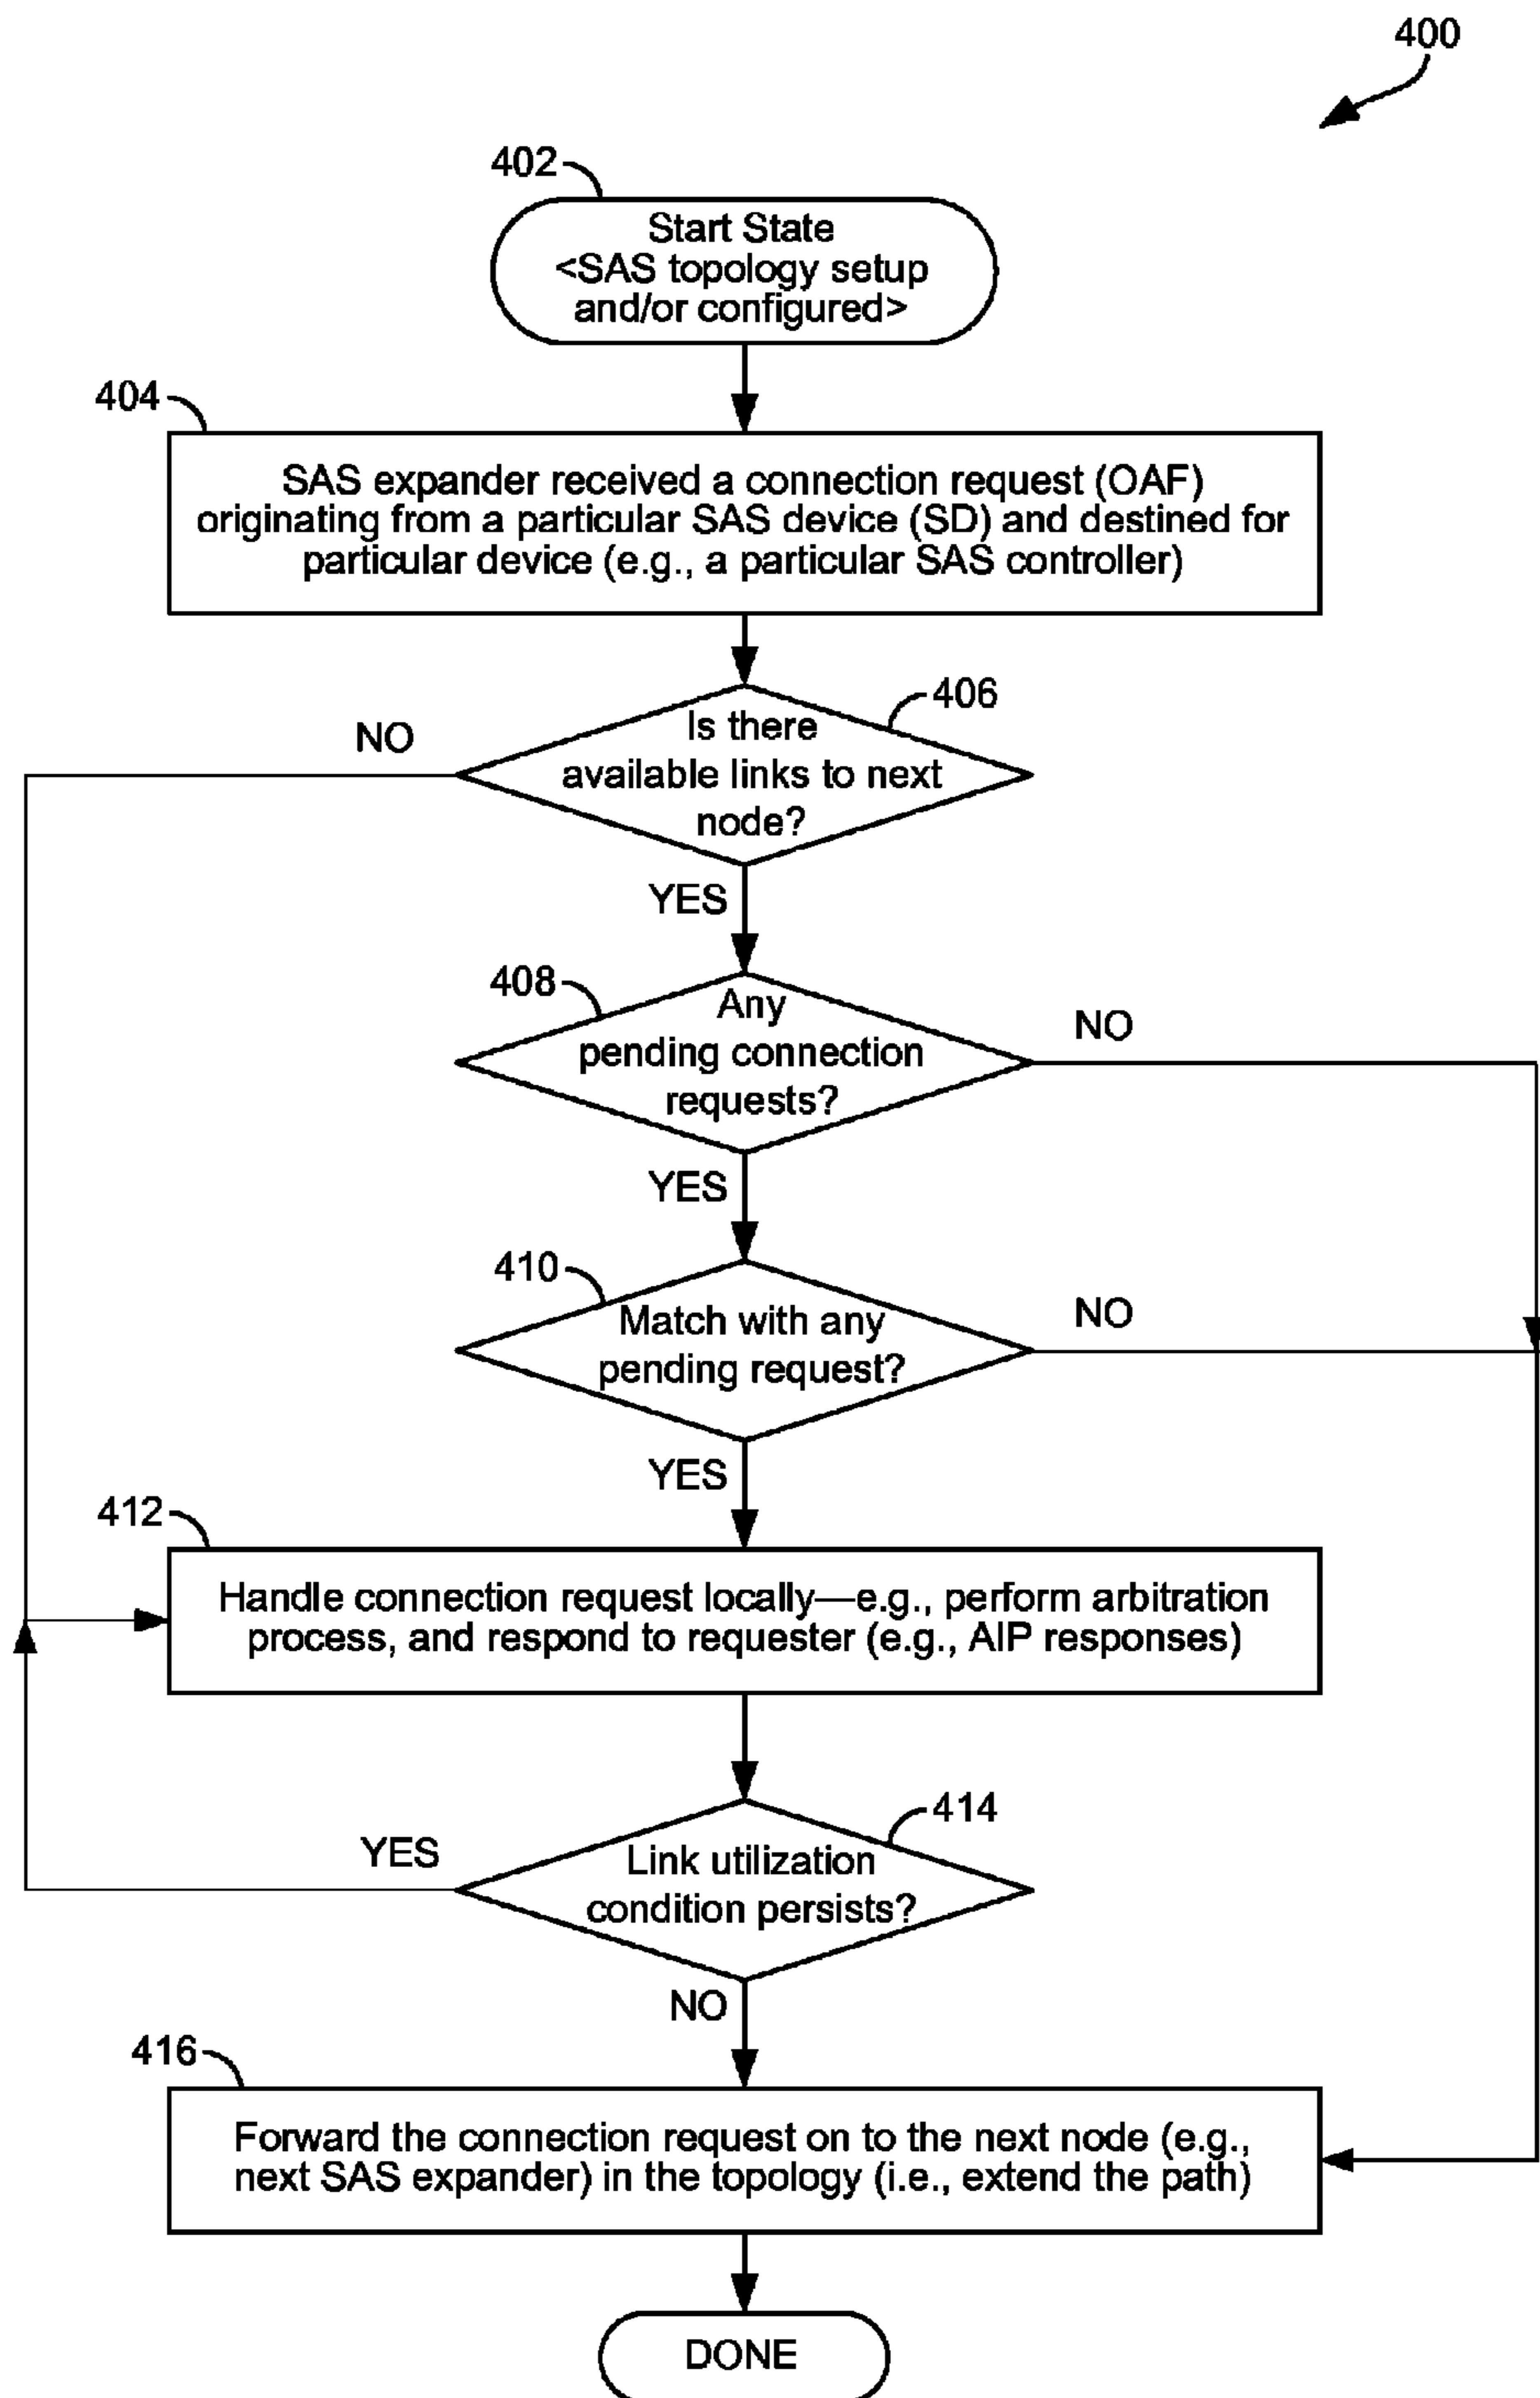 400
402
Start State
<SAS topology setup
and/or configured>
404
SAS expander received a connection request (OAF)
originating from a particular SAS device (SD) and destined for
particular device (e.g., a particular SAS controller)
406
NO
Is there
available links to next
node?
YES
408
Any
pending connection
requests?
NO
YES
410
Match with any
pending request?
NO
YES
412
Handle connection request locally—e.g., perform arbitration
process, and respond to requester (e.g., AIP responses)
414
YES
Link utilization
condition persists?
NO
416
Forward the connection request on to the next node (e.g.,
next SAS expander) in the topology (i.e., extend the path)
DONE